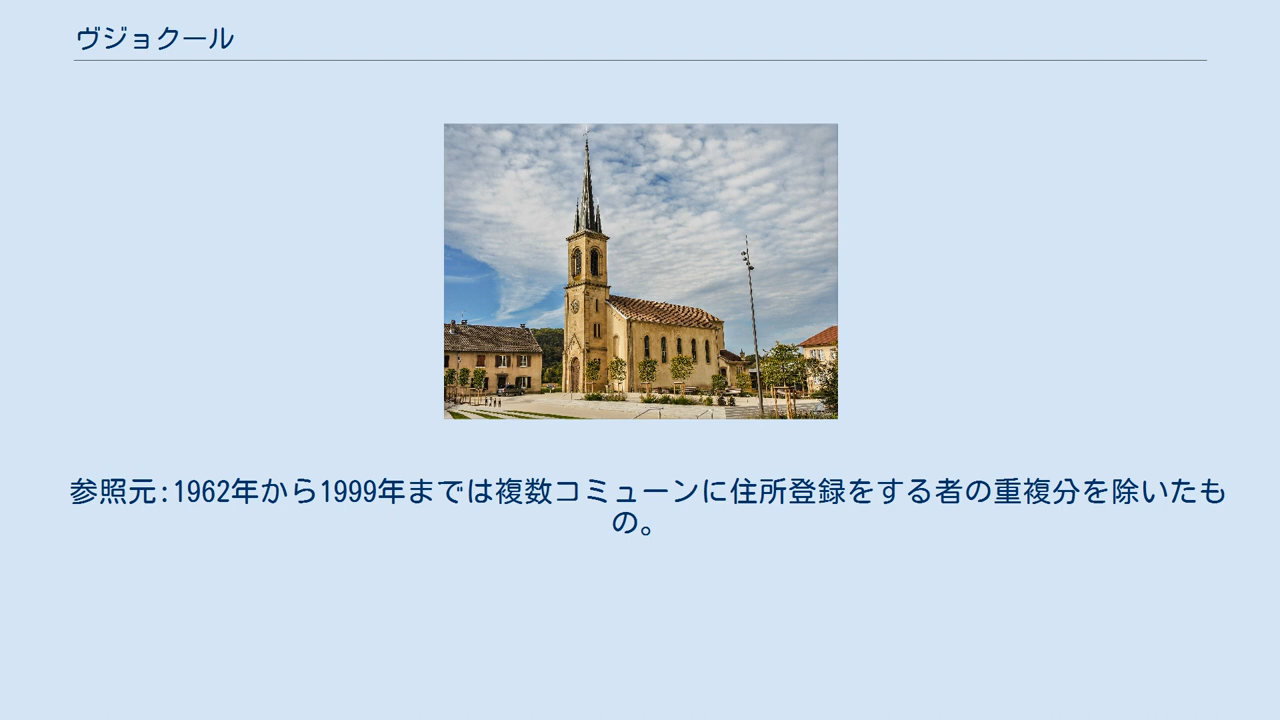 ヴジョクール
参照元:1962年から1999年までは複数コミューンに住所登録をする者の重複分を除いたも
の。